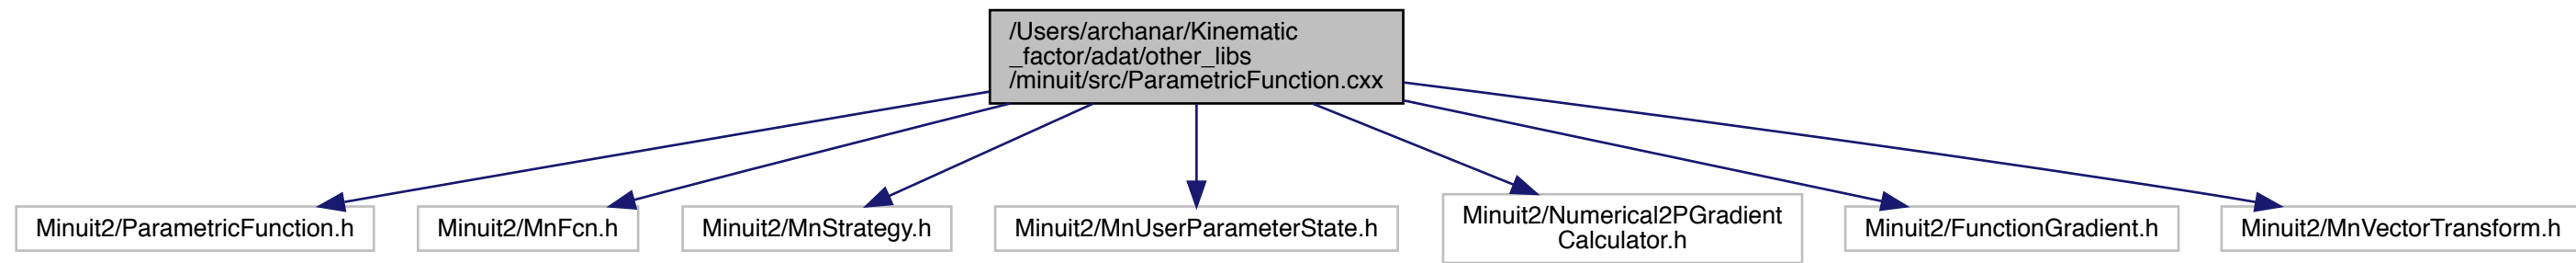 /Users/archanar/Kinematic
_factor/adat/other_libs
/minuit/src/ParametricFunction.cxx
Minuit2/ParametricFunction.h
Minuit2/MnFcn.h
Minuit2/MnStrategy.h
Minuit2/MnUserParameterState.h
Minuit2/Numerical2PGradient
Calculator.h
Minuit2/FunctionGradient.h
Minuit2/MnVectorTransform.h